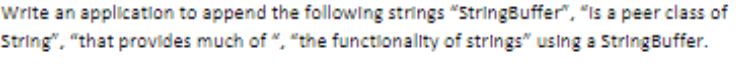 Write an application to append the following strings “StringBuffer”, “is a peer class of
String”, “that provides much of “, “the functionality of strings” using a StringBuffer.